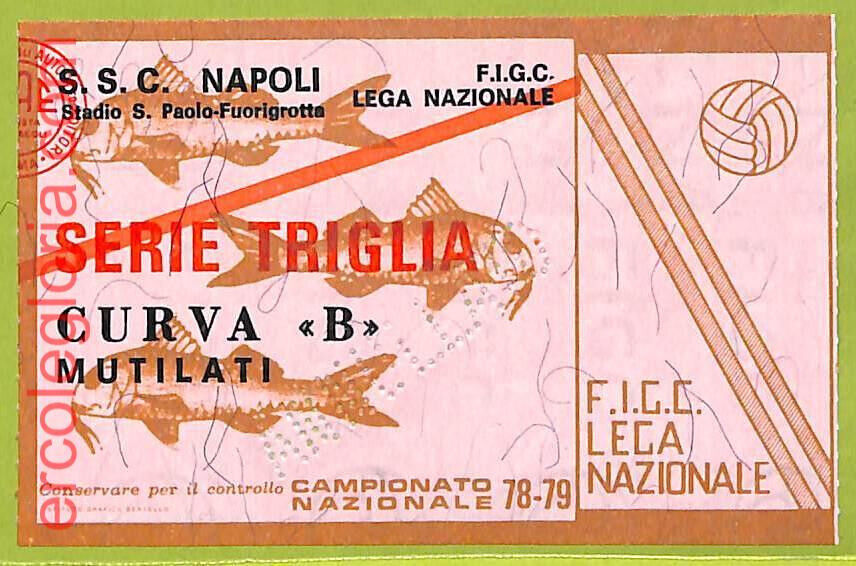 S. S. C. NAPOLI
Stadio S. Paolo-Fuorigrotta
F.I.G.C.
LEGA NAZIONALE
SERIE TRIGLIA
CURVA «B»
MUTILATI
Conservare per il controllo
CAMPIONATO
NAZIONALE 78-79
F.I.G.C.
LEGA
NAZIONALE